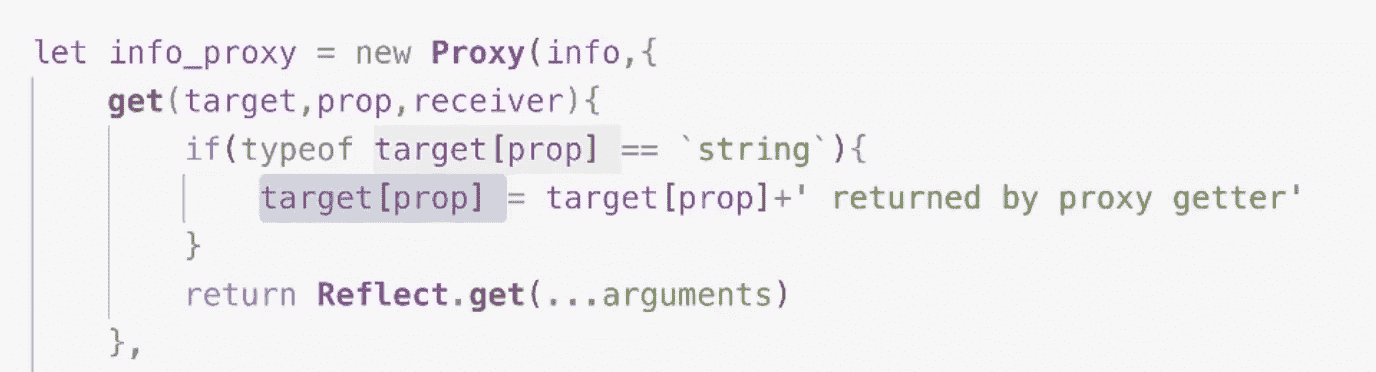 let info_proxy = new Proxy(info,{
get(target,prop,receiver){
if(typeof target[prop] == `string`){
target[prop] = target[prop]+' returned by proxy getter'
}
return Reflect.get(...arguments)
},